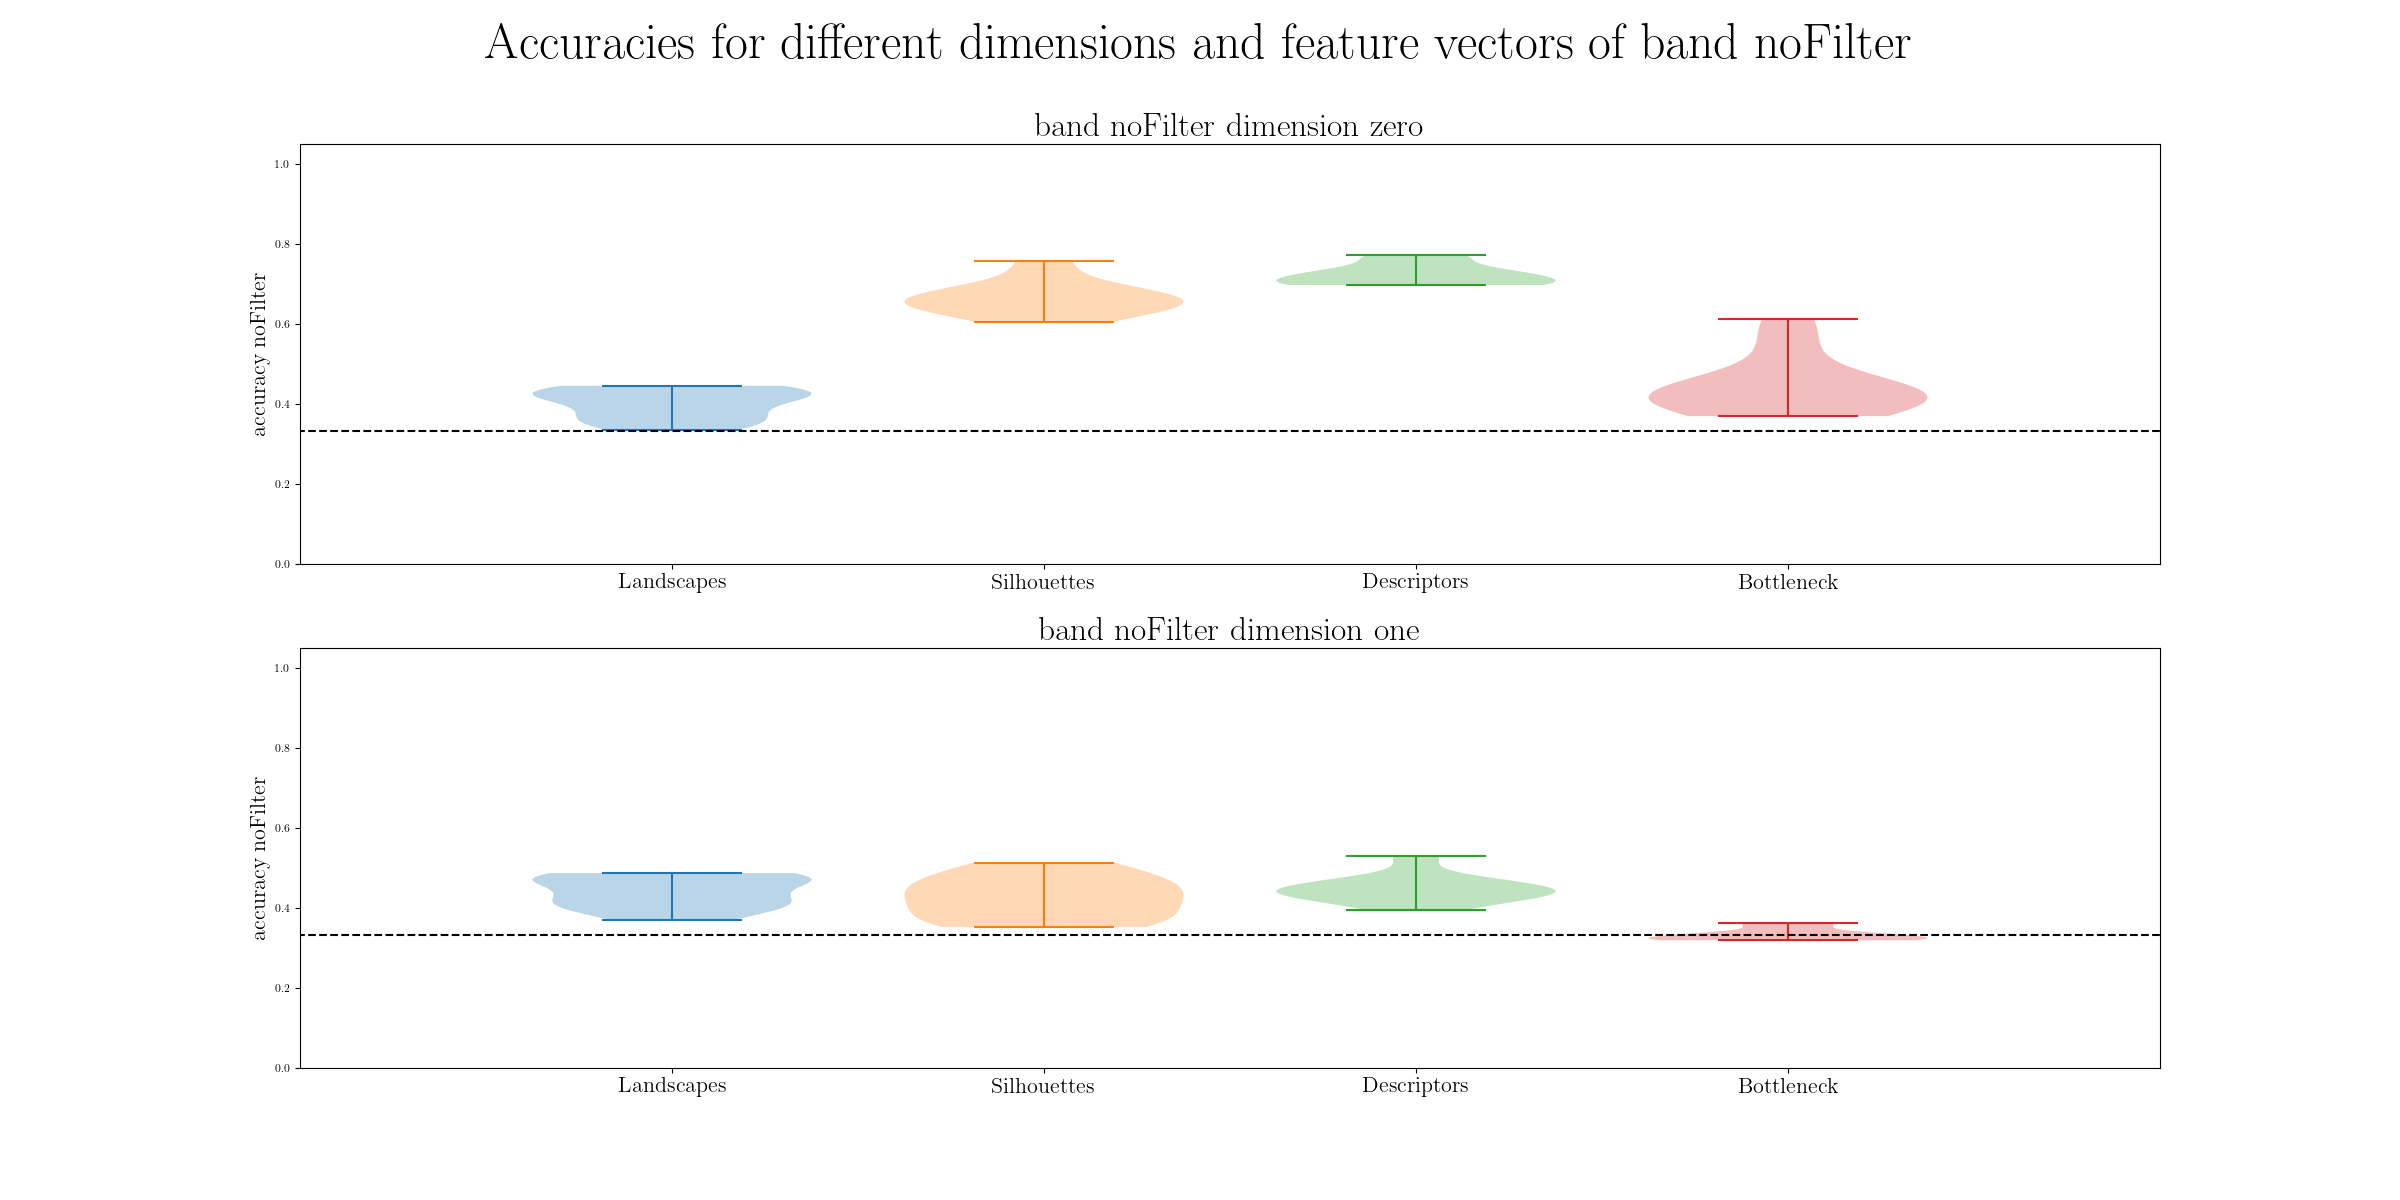 Accuracies for different dimensions and feature vectors of band noFilter
band noFilter dimension zero
1.0
0.8
0.6
0.4
0.2
0.0
accuracy noFilter
Landscapes Silhouettes Descriptors Bottleneck
band noFilter dimension one
1.0
0.8
0.6
0.4
0.2
0.0
accuracy noFilter
Landscapes Silhouettes Descriptors Bottleneck